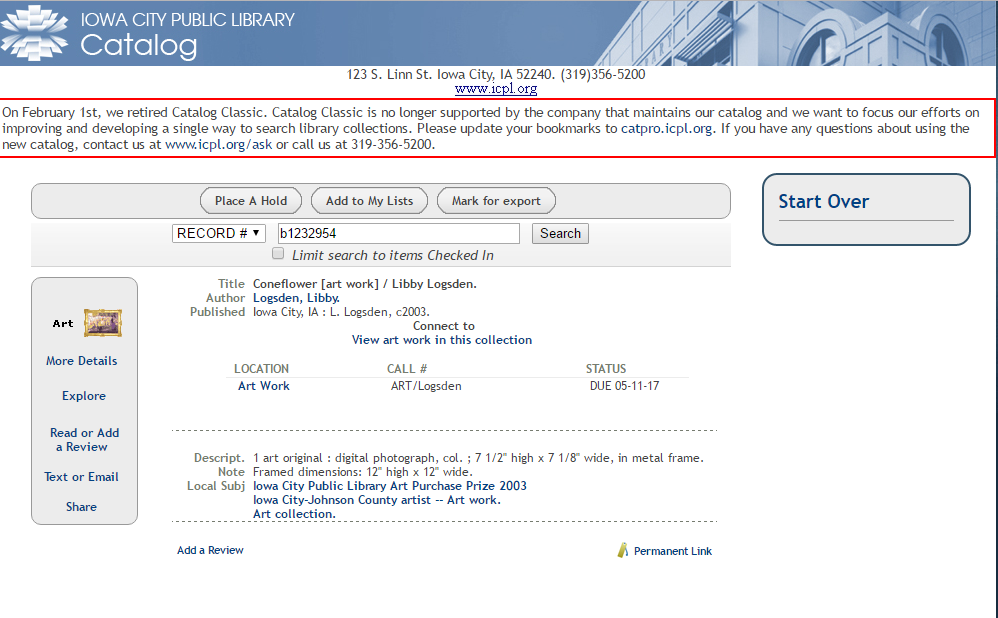 IOWA CITY PUBLIC LIBRARY
Catalog
123 S. Linn St. Iowa City, IA 52240. (319)356-5200
www.icpl.org
On February 1st, we retired Catalog Classic. Catalog Classic is no longer supported by the company that maintains our catalog and we want to focus our efforts on
improving and developing a single way to search library collections. Please update your bookmarks to catpro.icpl.org. If you have any questions about using the
new catalog, contact us at www.icpl.org/ask or call us at 319-356-5200.
Place A Hold Add to My Lists Mark for export
Start Over
RECORD # b1232954 Search
Limit search to items Checked In
Art
More Details
Explore
Read or Add
a Review
Text or Email
Share
Title Coneflower [art work] / Libby Logsden.
Author Logsden, Libby.
Published Iowa City, IA : L. Logsden, c2003.
Connect to
View art work in this collection
LOCATION CALL # STATUS
Art Work ART/Logsden DUE 05-11-17
Descript. 1 art original : digital photograph, col. ; 7 1/2" high x 7 1/8" wide, in metal frame.
Note Framed dimensions: 12" high x 12" wide.
Local Subj Iowa City Public Library Art Purchase Prize 2003
Iowa City-Johnson County artist -- Art work.
Art collection.
Add a Review Permanent Link